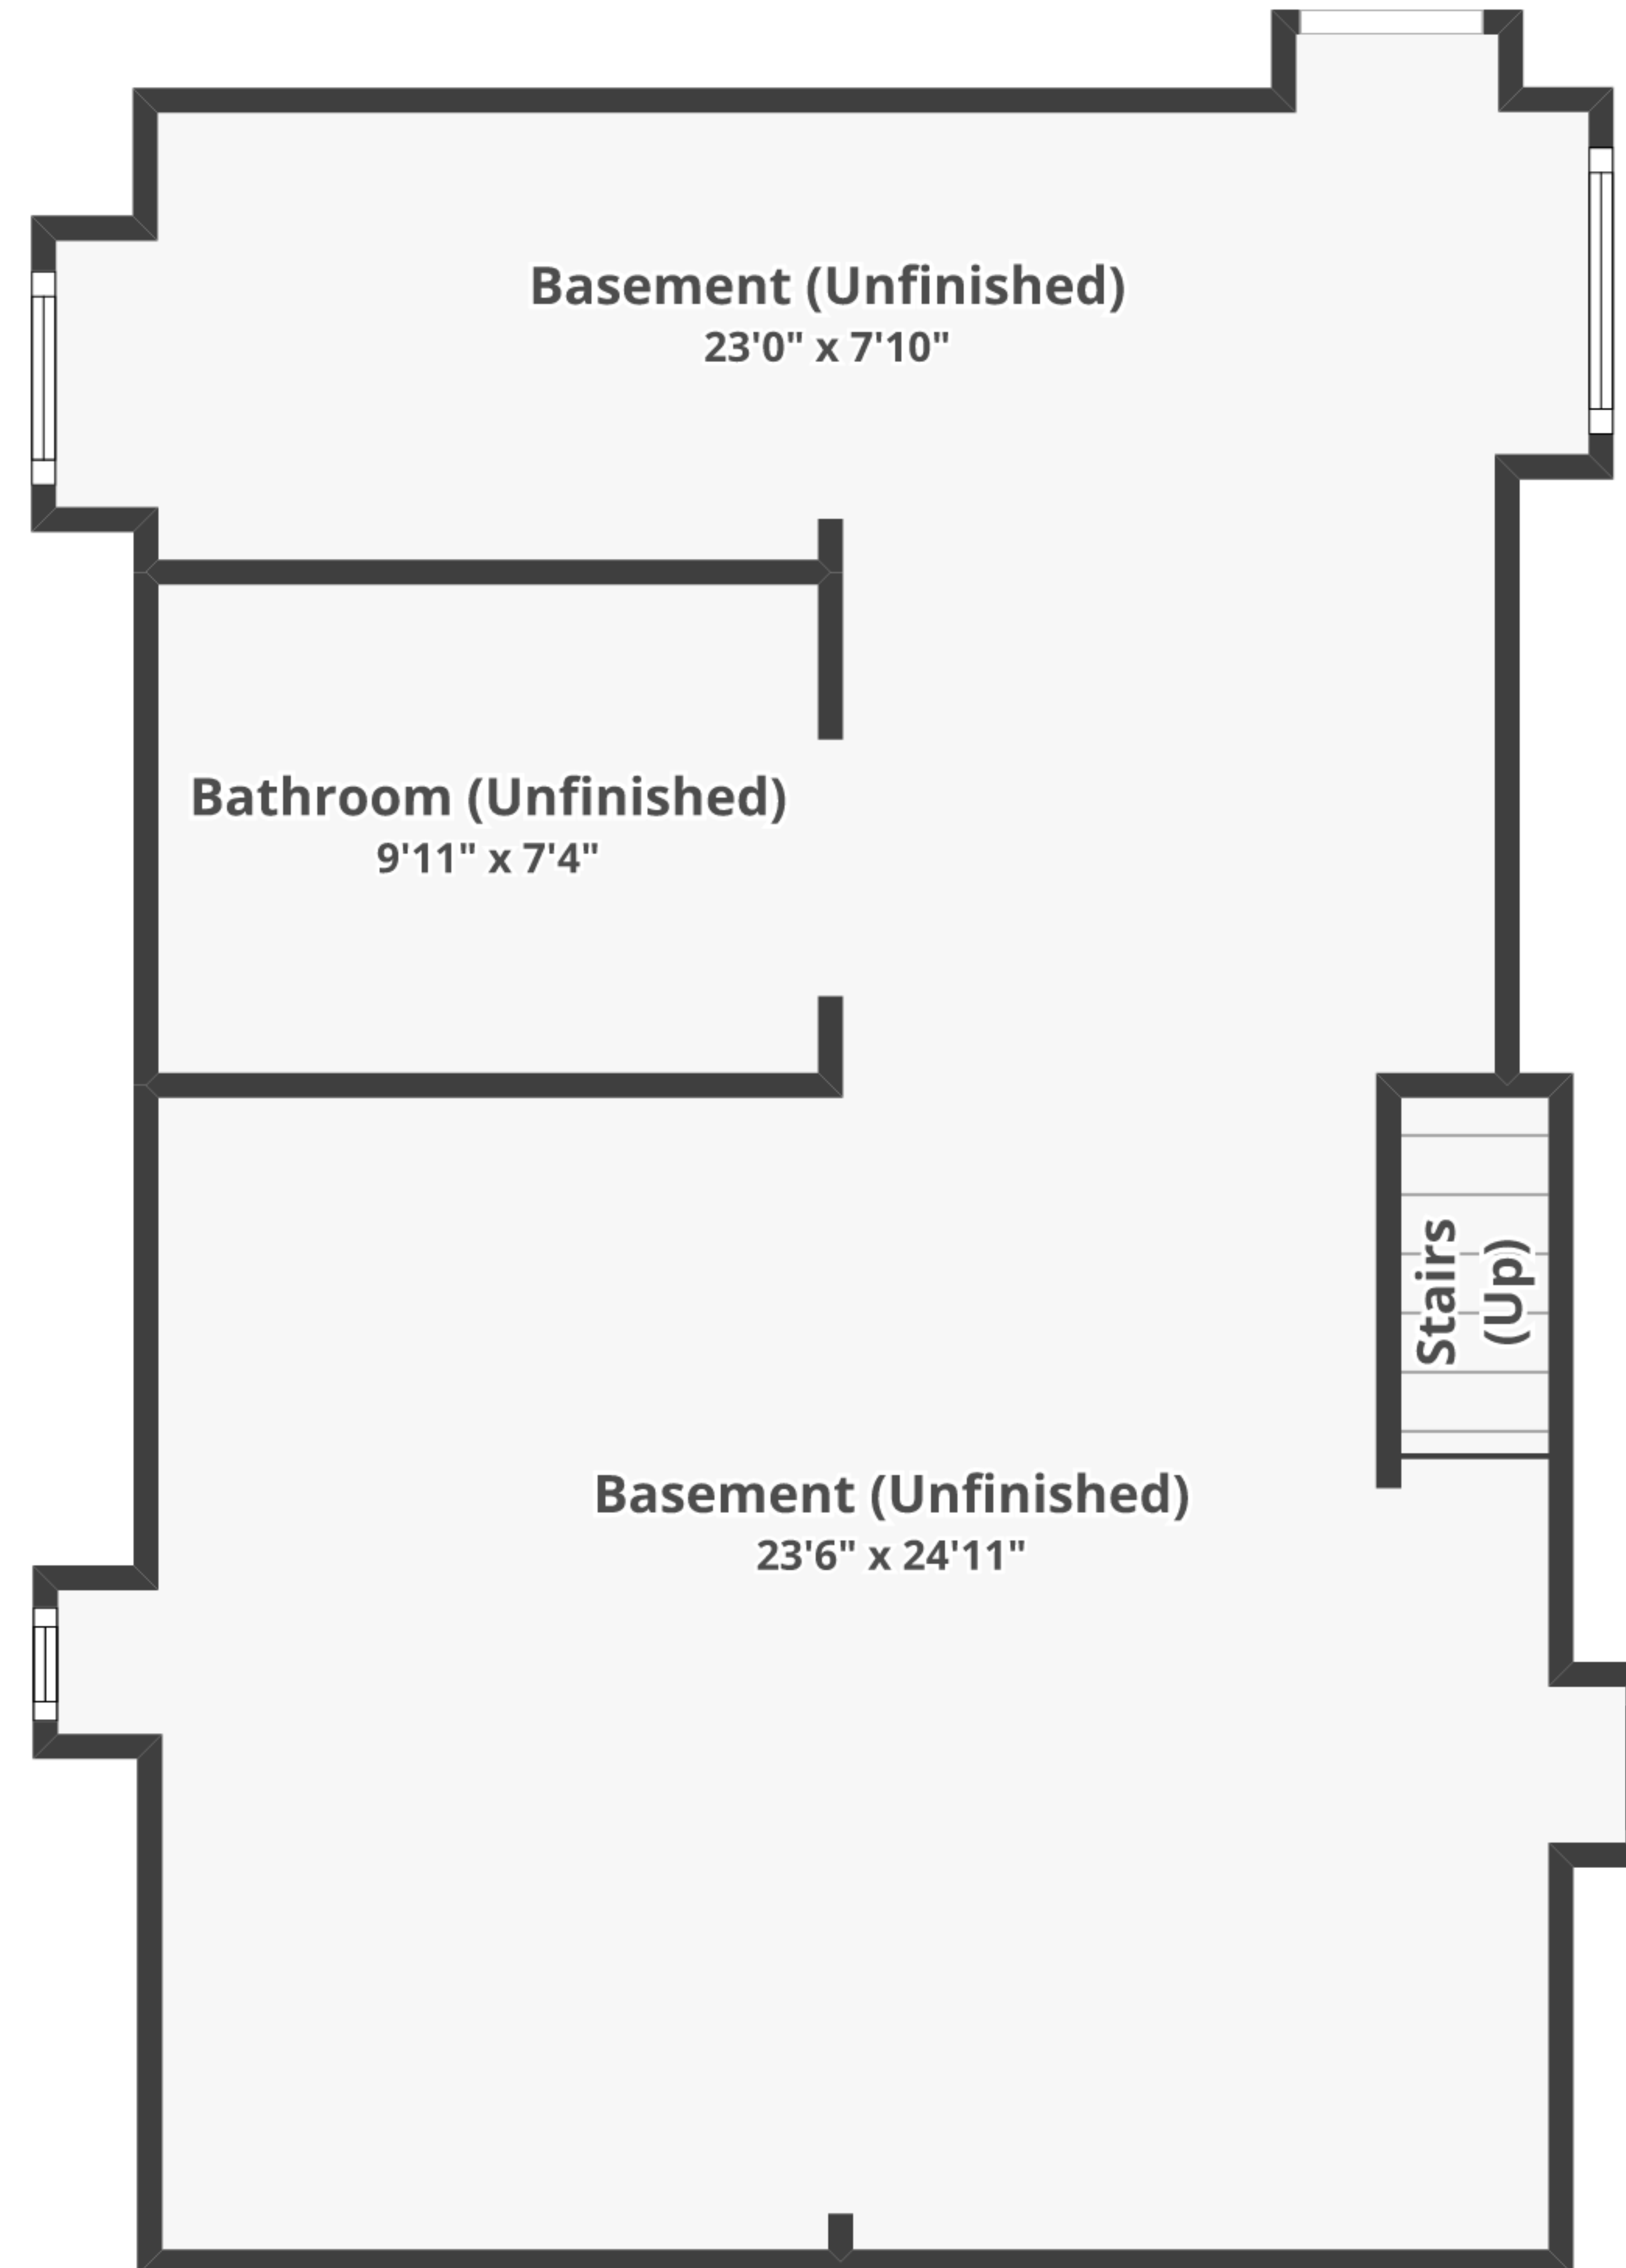 Basement (Unfinished)
23'0" x 7'10"
Bathroom (Unfinished)
9'11" x 7'4"
Stairs
(Up)
Basement (Unfinished)
23'6" x 24'11"